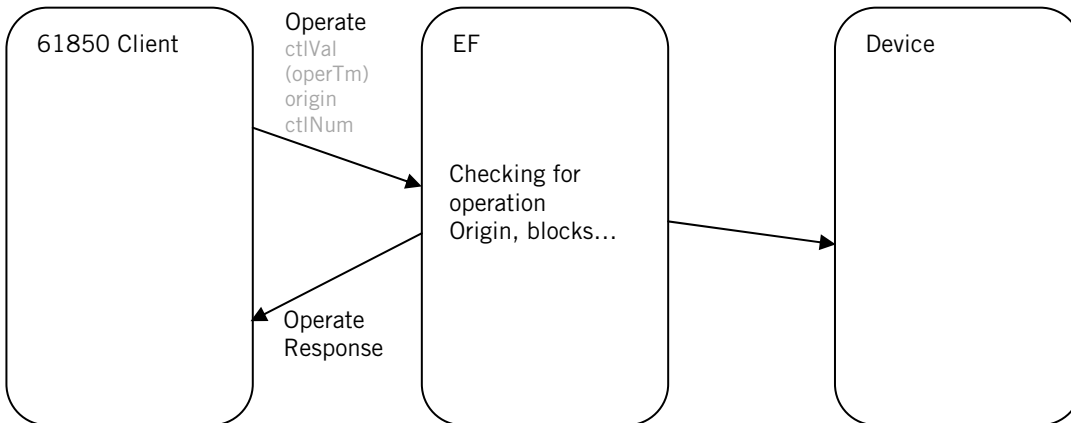 61850 Client
Operate
ctlVal
(operTm)
origin
ctlNum
Operate
Response
EF
Checking for
operation
Origin, blocks…
Device